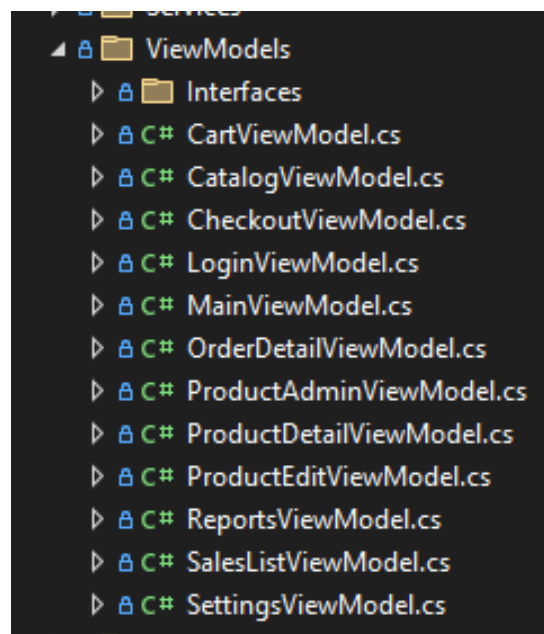 Services
ViewModels
Interfaces
C# CartViewModel.cs
C# CatalogViewModel.cs
C# CheckoutViewModel.cs
C# LoginViewModel.cs
C# MainViewModel.cs
C# OrderDetailViewModel.cs
C# ProductAdminViewModel.cs
C# ProductDetailViewModel.cs
C# ProductEditViewModel.cs
C# ReportsViewModel.cs
C# SalesListViewModel.cs
C# SettingsViewModel.cs